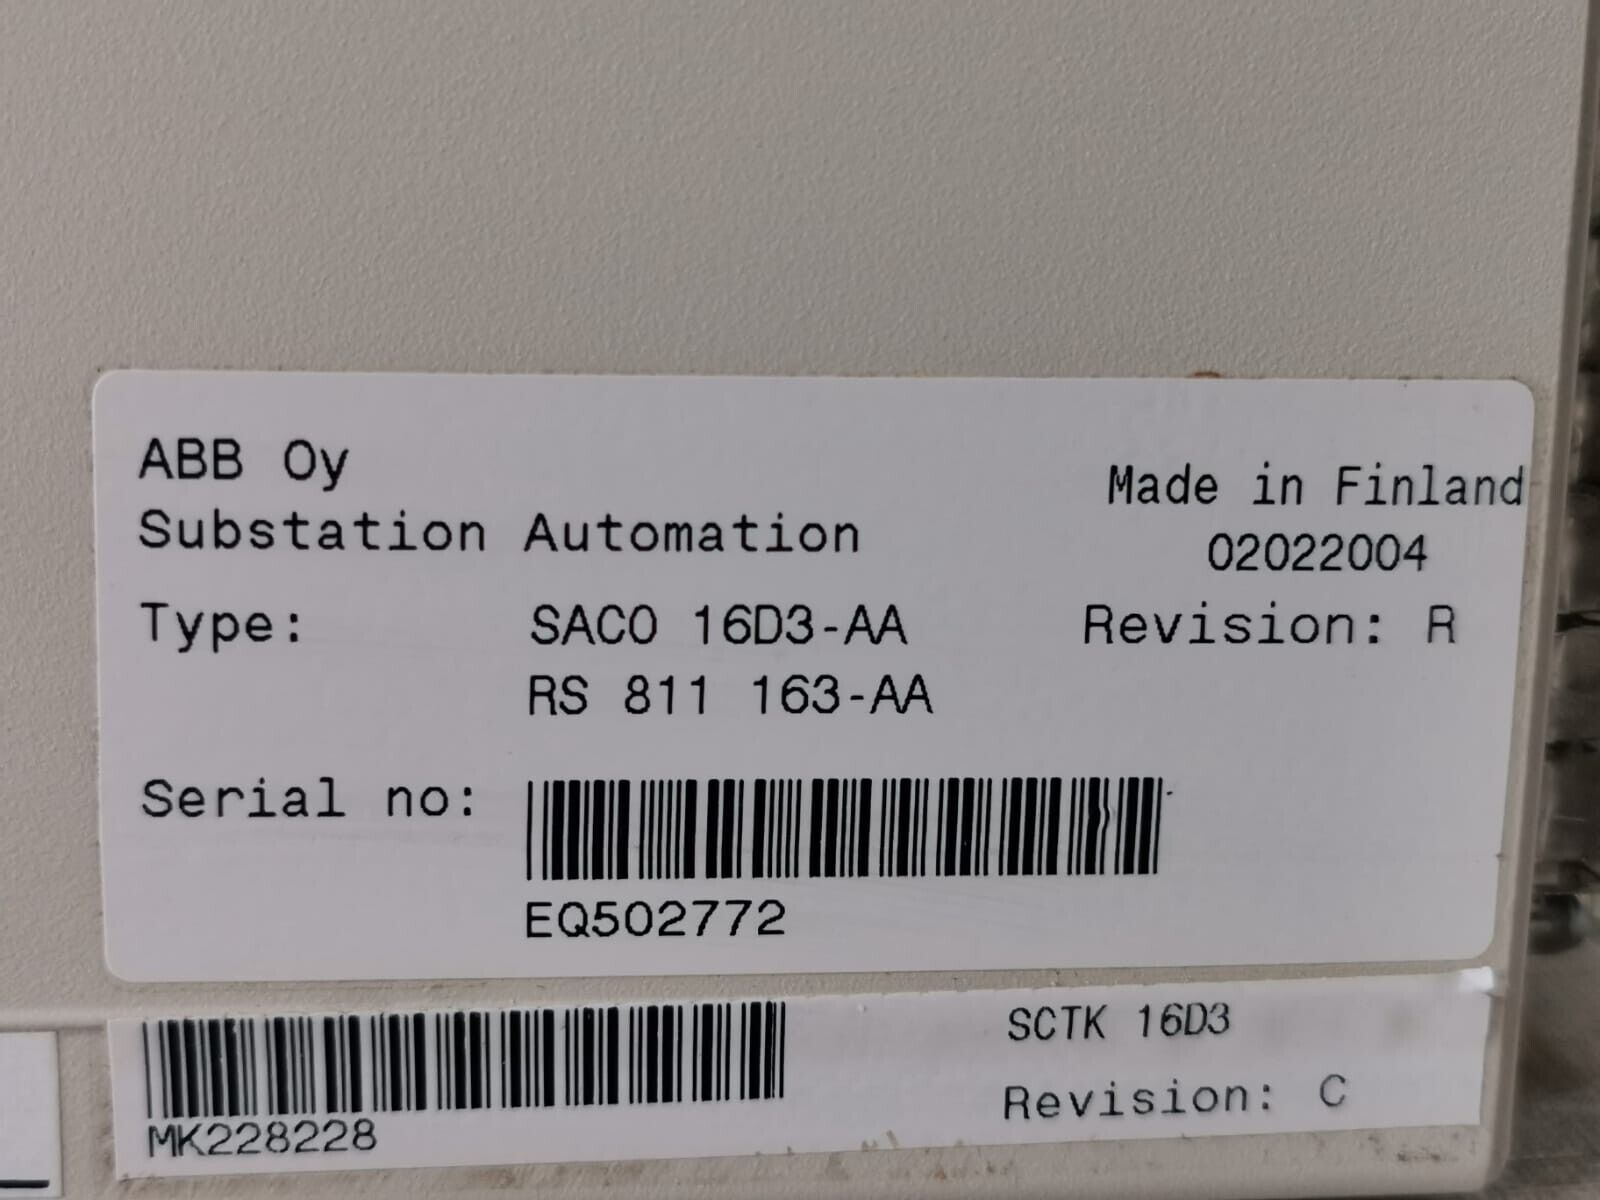 ABB Oy
Substation Automation
Made in Finland
02022004
Type: SACO 16D3-AA Revision: R
RS 811 163-AA
Serial no:
EQ502772
SCTK 16D3
Revision: C
MK228228